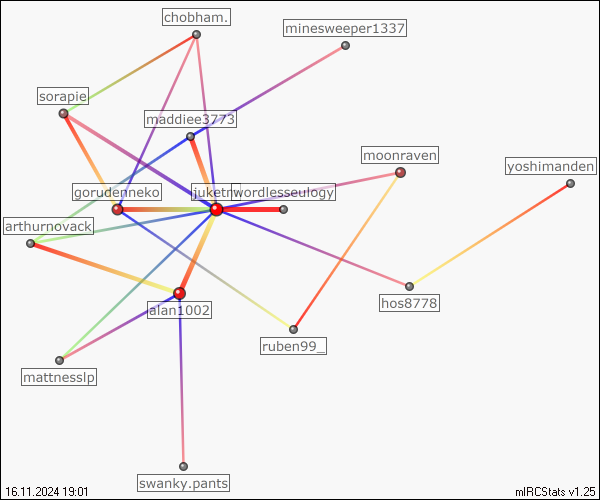 chobham.
minesweeper1337
sorapie
maddiee3773
moonraven
yoshimanden
gorudenneko
wordlesseulogy
arthurnovack
hos8778
alan1002
ruben99_
mattnesslp
swanky.pants
16.11.2024 19:01
mIRCStats v1.25